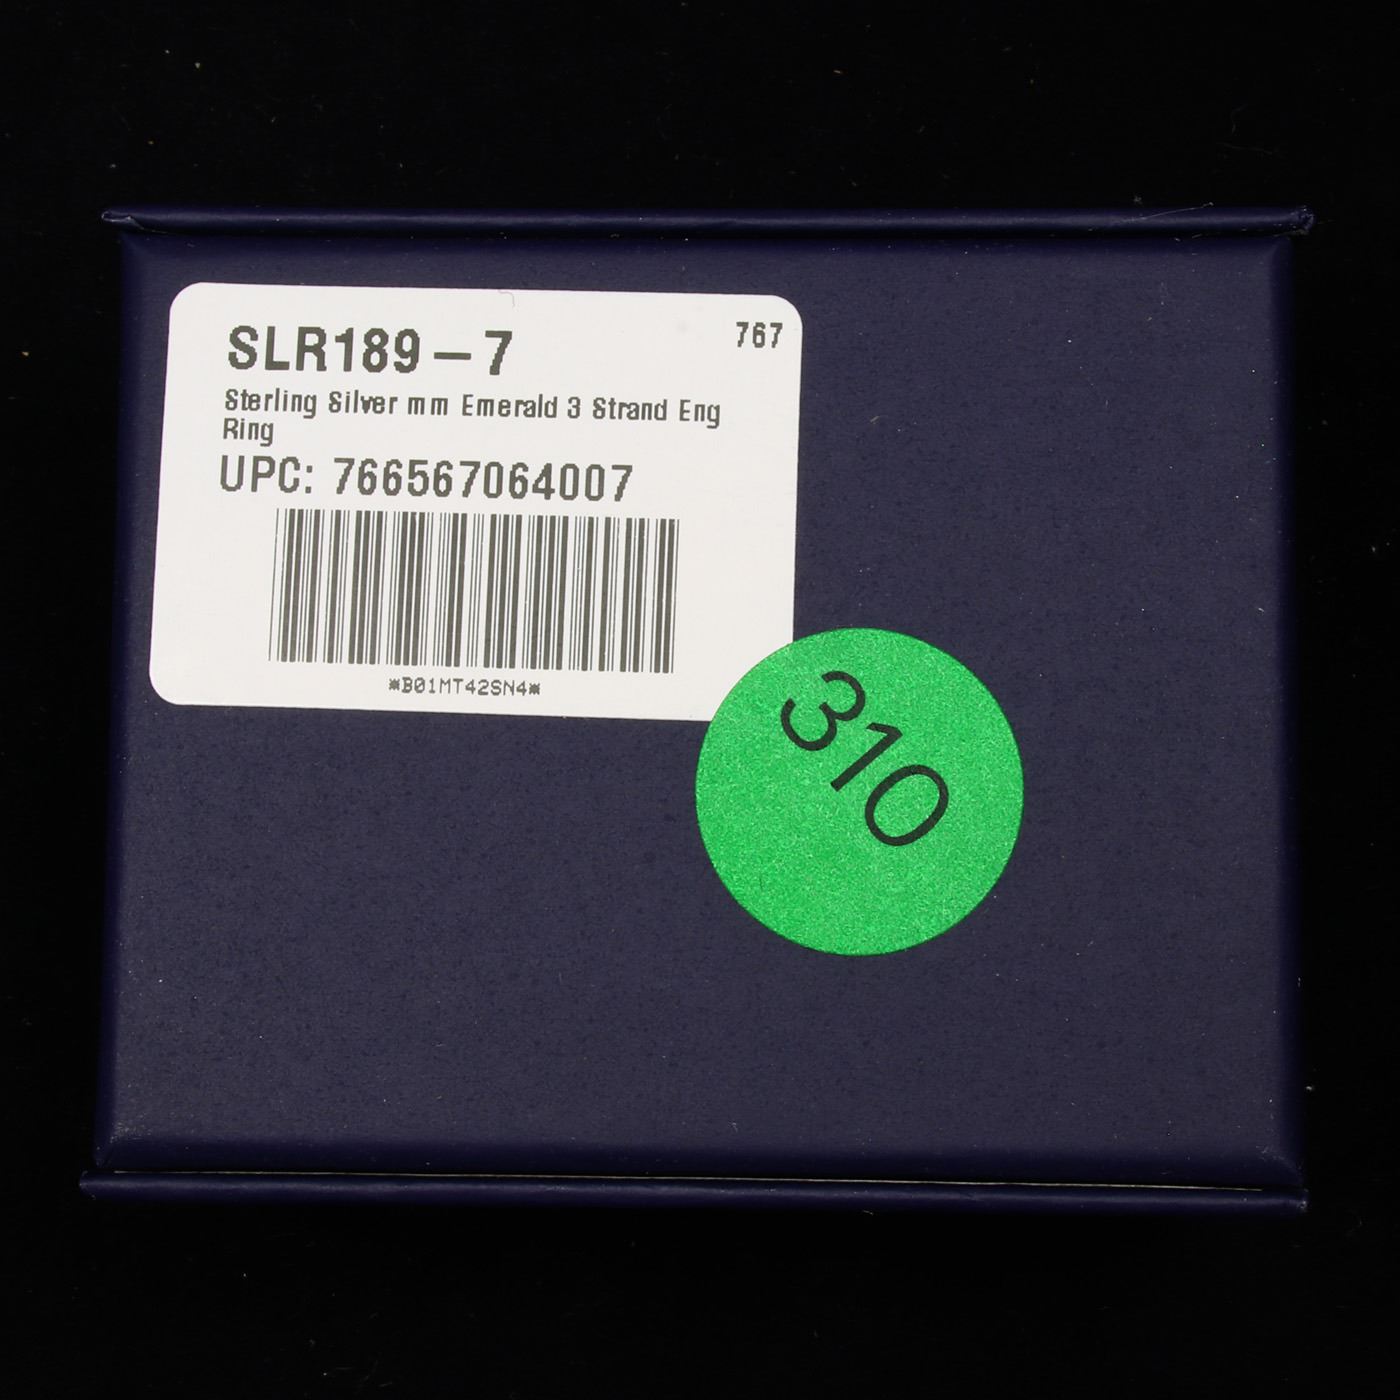 SLR189-7
767
Sterling Silver mm Emerald 3 Strand Eng
Ring
UPC: 766567064007
*B01MT42SN4*
310